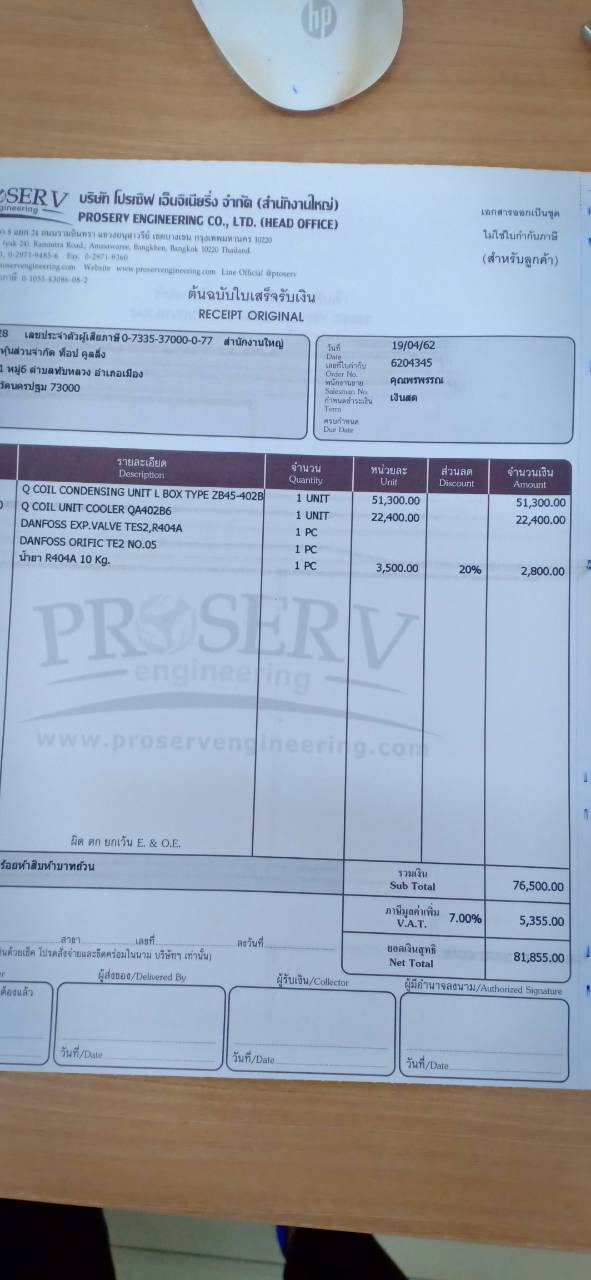 hp
SERV
gineering
บริษัท โปรเซิฟ เอ็นจิเนียริ่ง จำกัด (สำนักงานใหญ่)
PROSERV ENGINEERING CO., LTD. (HEAD OFFICE)
เอกสารออกเป็นชุด
ไม่ใช่ใบกำกับภาษี
(สำหรับลูกค้า)
8 แยก 24 ถนนรามอินทรา แขวงอนุสาวรีย์ เขตบางเขน กรุงเทพมหานคร 10220
Ramintra Road, Anusawaree, Bangkhen, Bangkok 10220 Thailand
0-2971-9485-6 Fax. 0-2971-9360
roservengineering.com Website www.proservengineering.com Line Official @proserv
0-1055-43086-08-2
ต้นฉบับใบเสร็จรับเงิน
RECEIPT ORIGINAL
28 เลขประจำตัวผู้เสียภาษี 0-7335-37000-0-77 สำนักงานใหญ่
หุ้นส่วนจำกัด ท็อป คูลลิ่ง
1 หมู่6 ตำบลทับหลวง อำเภอเมือง
วัดนครปฐม 73000
วันที่ 19/04/62
Date
เลขที่ใบกำกับ 6204345
Order No.
พนักงานขาย คุณพรพรรณ
Salesman No.
กำหนดชำระเงิน เงินสด
Term
ครบกำหนด
Due Date
รายละเอียด จำนวน หน่วยละ ส่วนลด จำนวนเงิน
Description Quantity Unit Discount Amount
Q COIL CONDENSING UNIT L BOX TYPE ZB45-402B 1 UNIT 51,300.00 51,300.00
Q COIL UNIT COOLER QA402B6 1 UNIT 22,400.00 22,400.00
DANFOSS EXP.VALVE TES2,R404A 1 PC
DANFOSS ORIFIC TE2 NO.05 1 PC
น้ำยา R404A 10 Kg. 1 PC 3,500.00 20% 2,800.00
PROSERV
engineering
www.proservengineering.com
ผิด ตก ยกเว้น E. & O.E.
ร้อยห้าสิบห้าบาทถ้วน
รวมเงิน
Sub Total 76,500.00
ภาษีมูลค่าเพิ่ม
V.A.T. 7.00% 5,355.00
ยอดเงินสุทธิ
Net Total 81,855.00
สาขา เลขที่ ลงวันที่
นด้วยเช็ค โปรดสั่งจ่ายและขีดคร่อมในนาม บริษัทฯ เท่านั้น)
ผู้ส่งของ/Delivered By ผู้รับเงิน/Collector ผู้มีอำนาจลงนาม/Authorized Signature
ต้องแล้ว
วันที่/Date วันที่/Date วันที่/Date